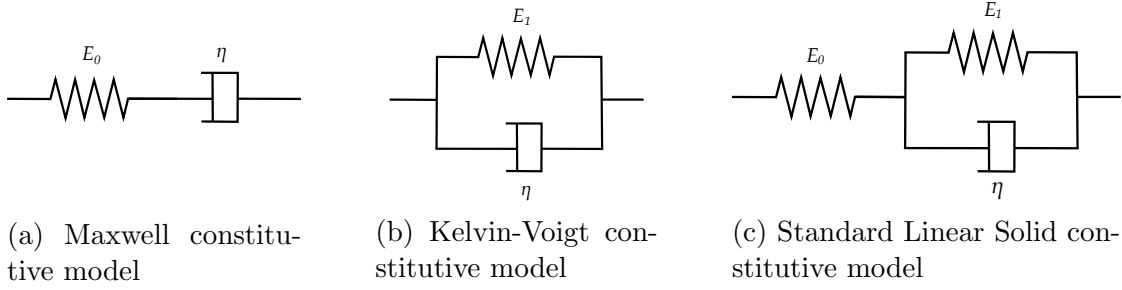 E₀
η
(a) Maxwell constitu-
tive model
E₁
η
(b) Kelvin-Voigt con-
stitutive model
E₀
E₁
η
(c) Standard Linear Solid con-
stitutive model